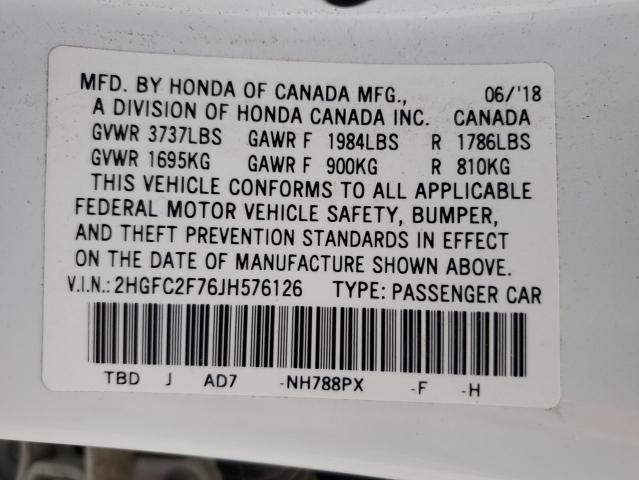 MFD. BY HONDA OF CANADA MFG., 06/'18
A DIVISION OF HONDA CANADA INC. CANADA
GVWR 3737LBS GAWR F 1984LBS R 1786LBS
GVWR 1695KG GAWR F 900KG R 810KG
THIS VEHICLE CONFORMS TO ALL APPLICABLE
FEDERAL MOTOR VEHICLE SAFETY, BUMPER,
AND THEFT PREVENTION STANDARDS IN EFFECT
ON THE DATE OF MANUFACTURE SHOWN ABOVE.
V.I.N.: 2HGFC2F76JH576126 TYPE: PASSENGER CAR
TBD J AD7 -NH788PX -F -H